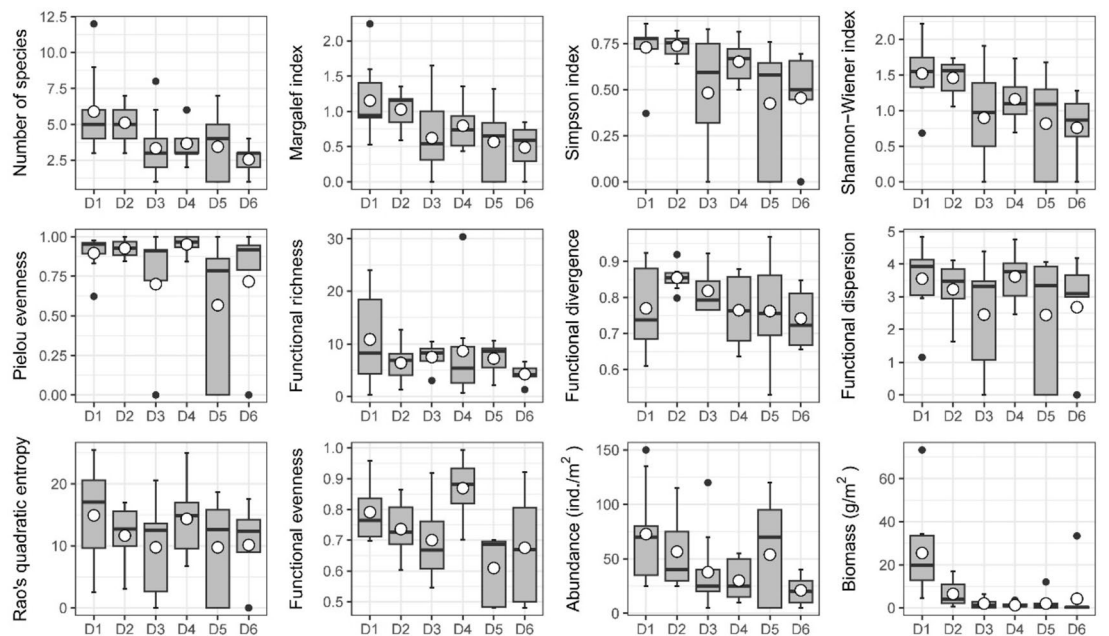 Number of species
12.5
10.0
7.5
5.0
2.5
D1 D2 D3 D4 D5 D6
Margalef index
2.0
1.5
1.0
0.5
0.0
D1 D2 D3 D4 D5 D6
Simpson index
0.75
0.50
0.25
0.00
D1 D2 D3 D4 D5 D6
Shannon−Wiener index
2.0
1.5
1.0
0.5
0.0
D1 D2 D3 D4 D5 D6
Pielou evenness
1.00
0.75
0.50
0.25
0.00
D1 D2 D3 D4 D5 D6
Functional richness
30
20
10
0
D1 D2 D3 D4 D5 D6
Functional divergence
0.9
0.8
0.7
0.6
D1 D2 D3 D4 D5 D6
Functional dispersion
5
4
3
2
1
0
D1 D2 D3 D4 D5 D6
Rao's quadratic entropy
20
10
0
D1 D2 D3 D4 D5 D6
Functional evenness
1.0
0.9
0.8
0.7
0.6
0.5
D1 D2 D3 D4 D5 D6
Abundance (ind./m² )
150
100
50
0
D1 D2 D3 D4 D5 D6
Biomass (g/m²)
60
40
20
0
D1 D2 D3 D4 D5 D6